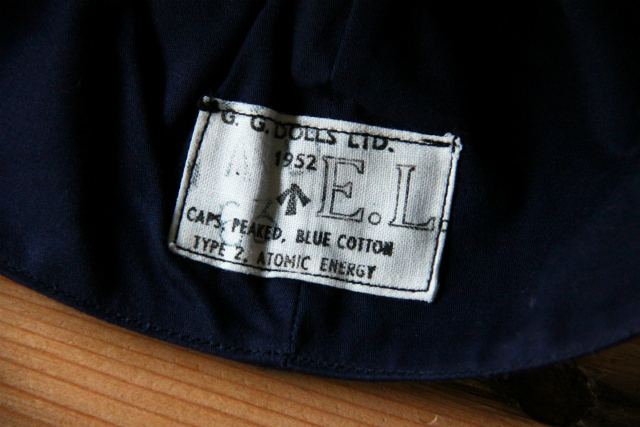 G. G. DOLLS LTD.
1952
E.L.
CAPS, PEAKED, BLUE COTTON
TYPE 2, ATOMIC ENERGY